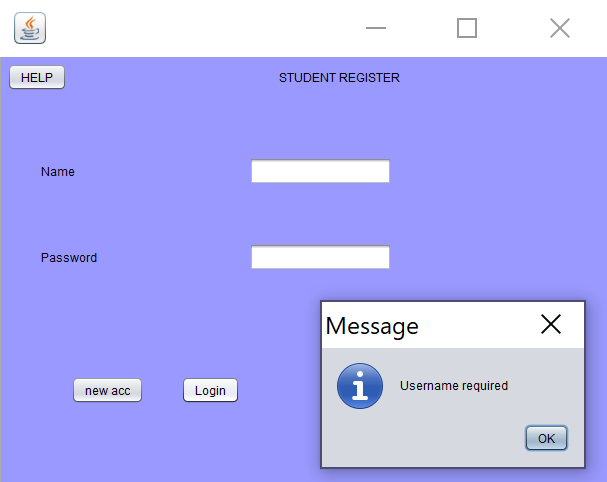 HELP
STUDENT REGISTER
Name
Password
Message
Username required
new acc
Login
OK